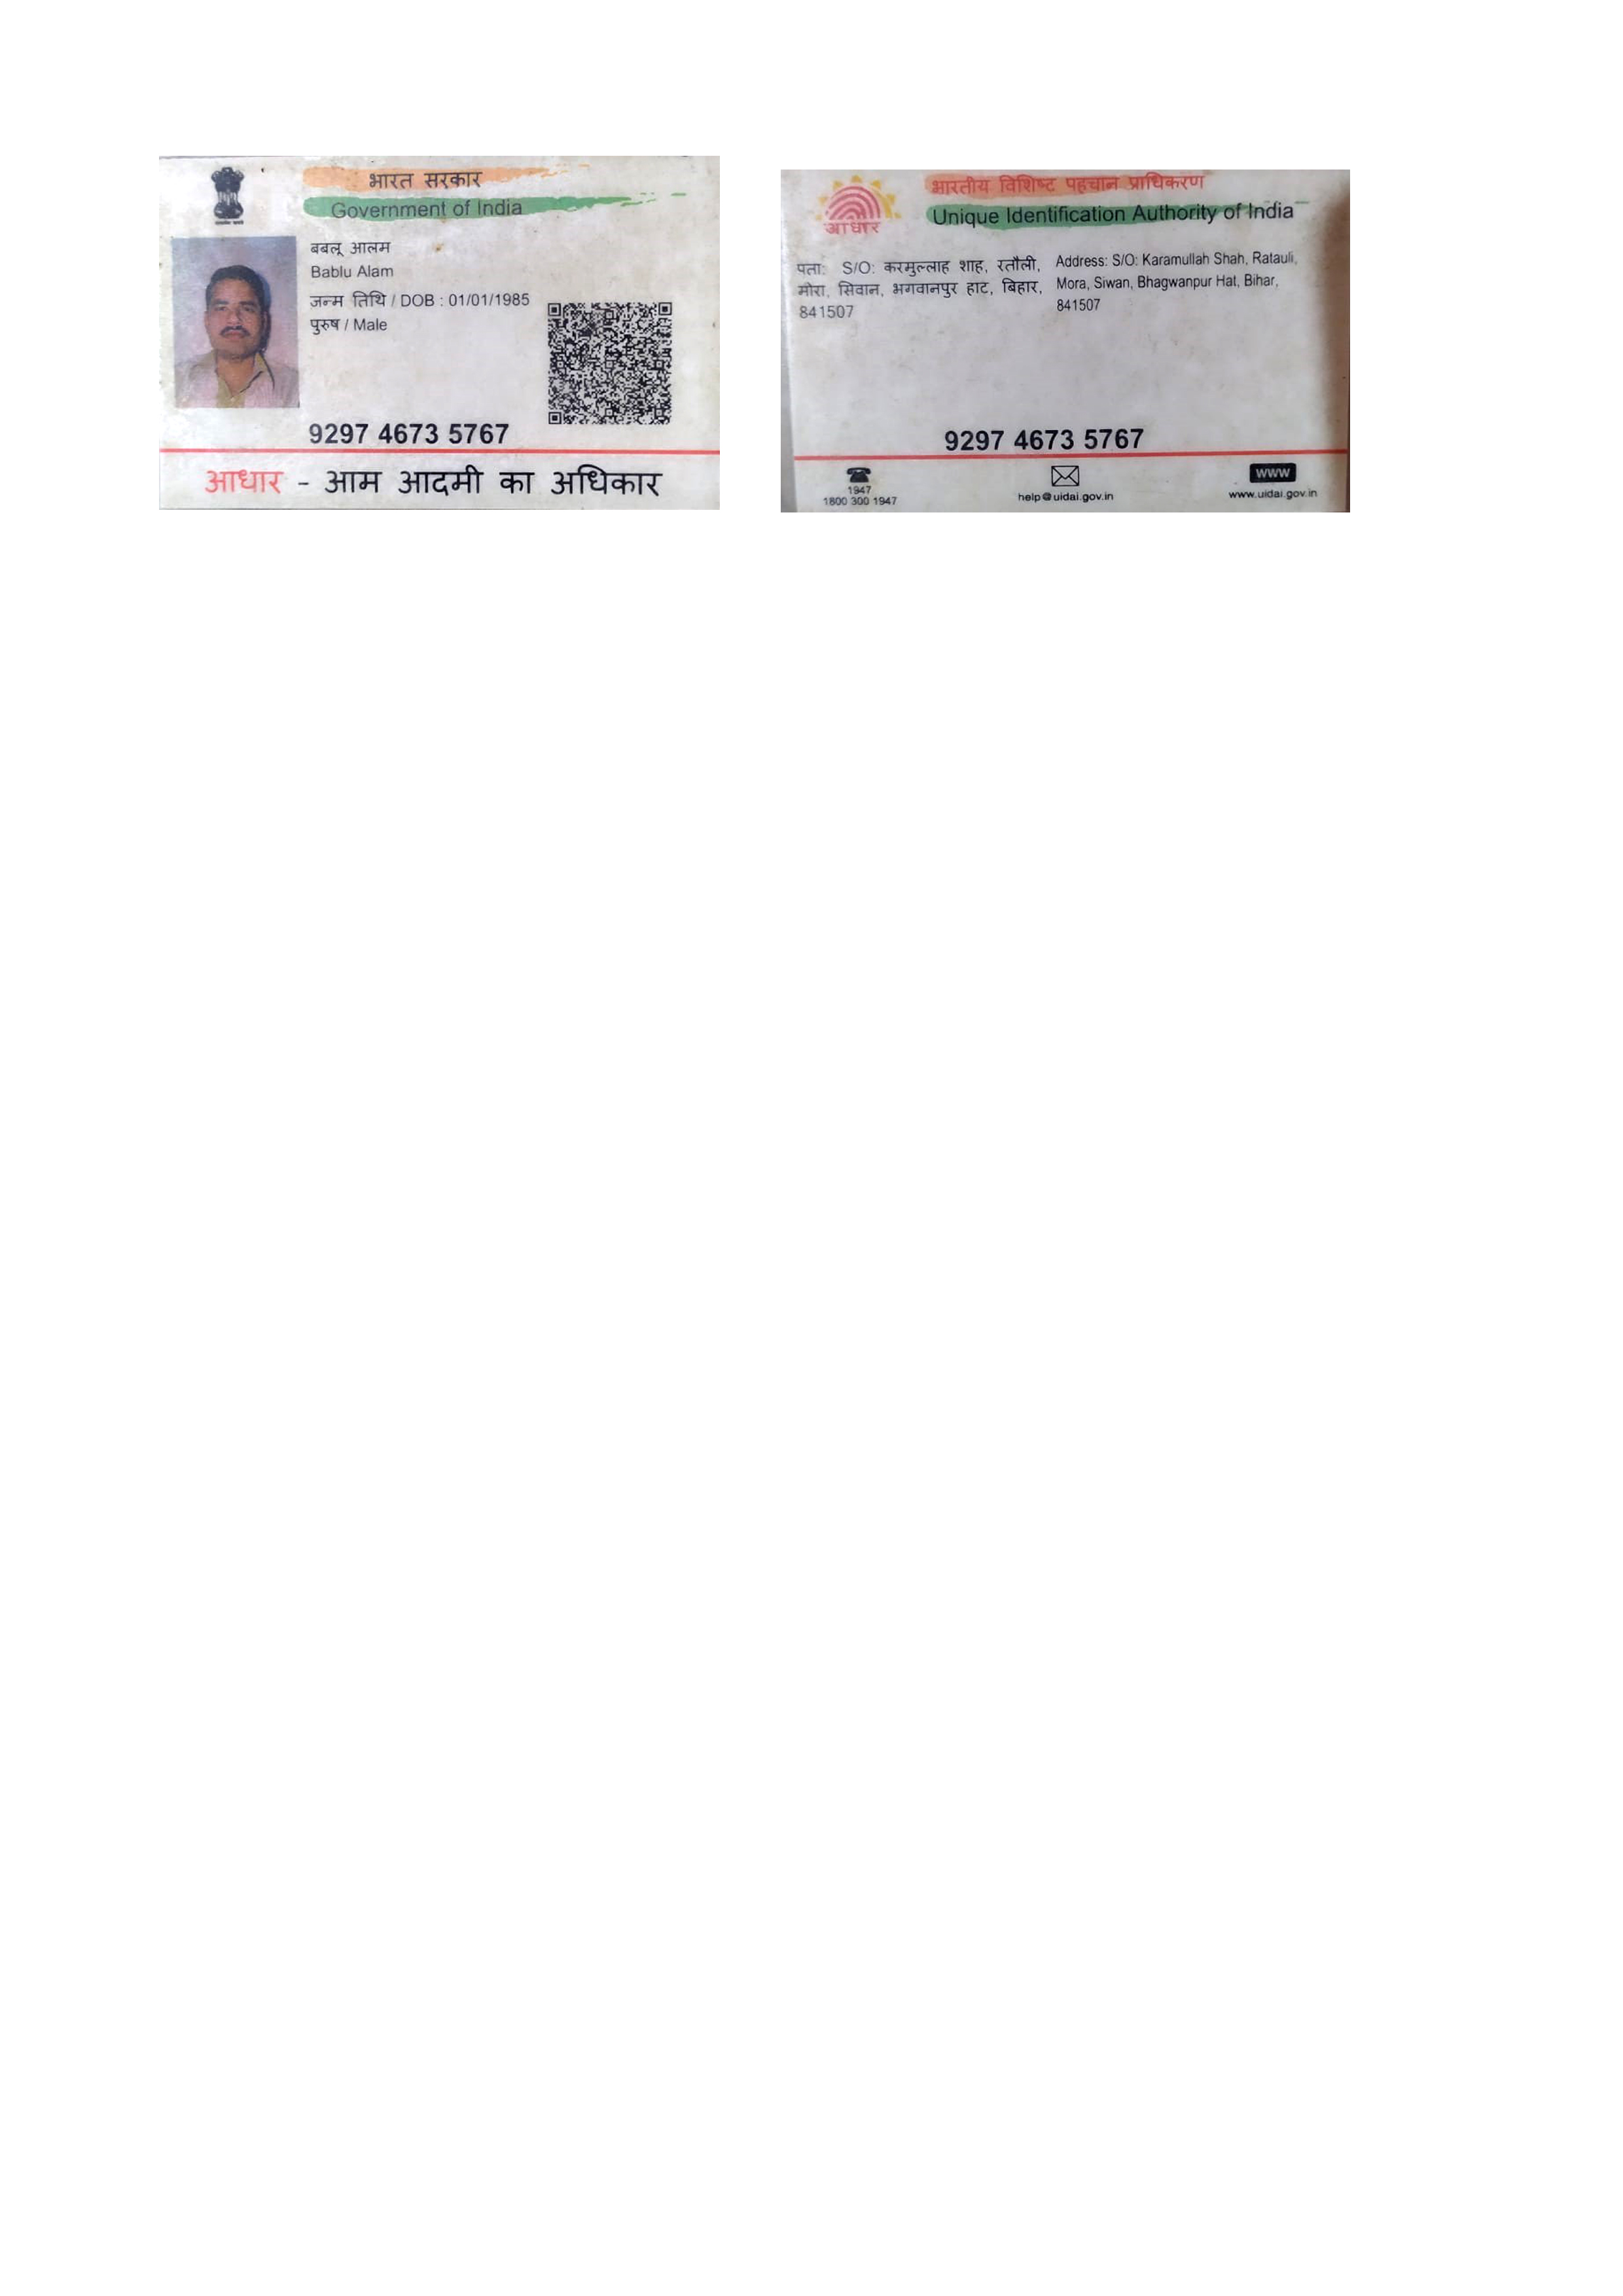 भारत सरकार
Government of India
बबलू आलम
Bablu Alam
जन्म तिथि / DOB : 01/01/1985
पुरुष / Male
9297 4673 5767
आधार - आम आदमी का अधिकार
भारतीय विशिष्ट पहचान प्राधिकरण
Unique Identification Authority of India
आधार
पता: S/O: करमुल्लाह शाह, रतौली,
मोरा, सिवान, भगवानपुर हाट, बिहार,
841507
Address: S/O: Karamullah Shah, Ratauli,
Mora, Siwan, Bhagwanpur Hat, Bihar,
841507
9297 4673 5767
1947
1800 300 1947
help@uidai.gov.in
www
www.uidai.gov.in